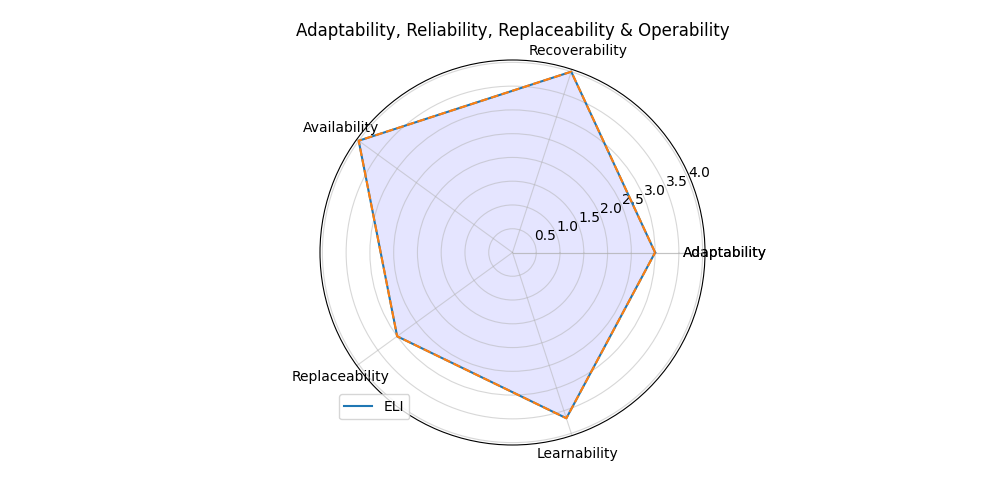 Adaptability, Reliability, Replaceability & Operability
Recoverability
Availability
4.0
3.5
3.0
2.5
2.0
1.5
1.0
0.5
Adaptability
Replaceability
ELI
Learnability